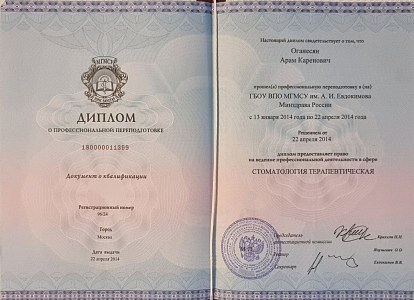 МГМСУ
ДИПЛОМ
О ПРОФЕССИОНАЛЬНОЙ ПЕРЕПОДГОТОВКЕ
180000011399
Документ о квалификации
Регистрационный номер
Город
Москва
Дата выдачи
22 апреля 2014
Настоящий диплом свидетельствует о том, что
Оганесян
Арам Каренович
прошел(а) профессиональную переподготовку в (на)
ГБОУ ВПО МГМСУ им. А. И. Евдокимова
Минздрава России
с 13 января 2014 года по 22 апреля 2014 года
Решением от
22 апреля 2014
диплом предоставляет право
на ведение профессиональной деятельности в сфере
СТОМАТОЛОГИЯ ТЕРАПЕВТИЧЕСКАЯ
Председатель
аттестационной комиссии
Ректор
Секретарь